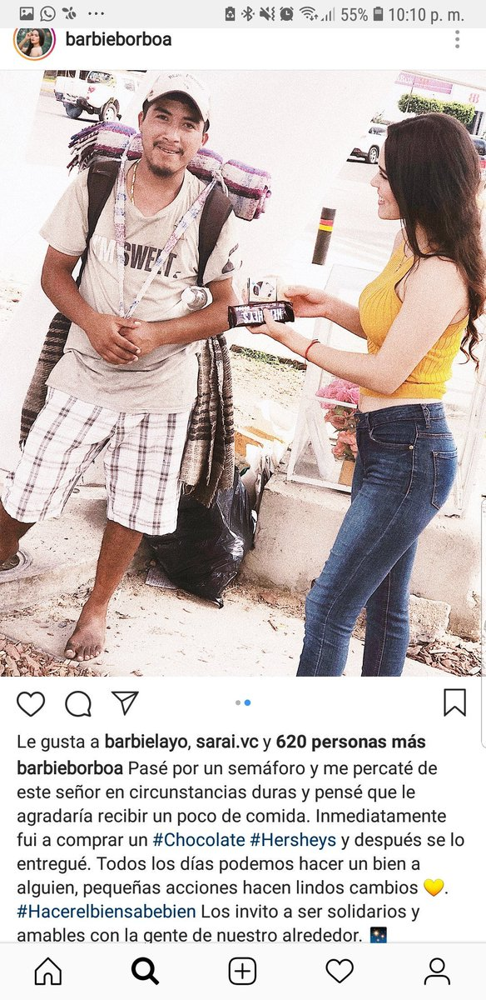 55% 10:10 p. m.
barbieborboa
SWEET.
Le gusta a barbielayo, sarai.vc y 620 personas más
barbieborboa Pasé por un semáforo y me percaté de
este señor en circunstancias duras y pensé que le
agradaría recibir un poco de comida. Inmediatamente
fui a comprar un #Chocolate #Hersheys y después se lo
entregué. Todos los días podemos hacer un bien a
alguien, pequeñas acciones hacen lindos cambios 💛.
#Hacerelbiensabebien Los invito a ser solidarios y
amables con la gente de nuestro alrededor. 🌠